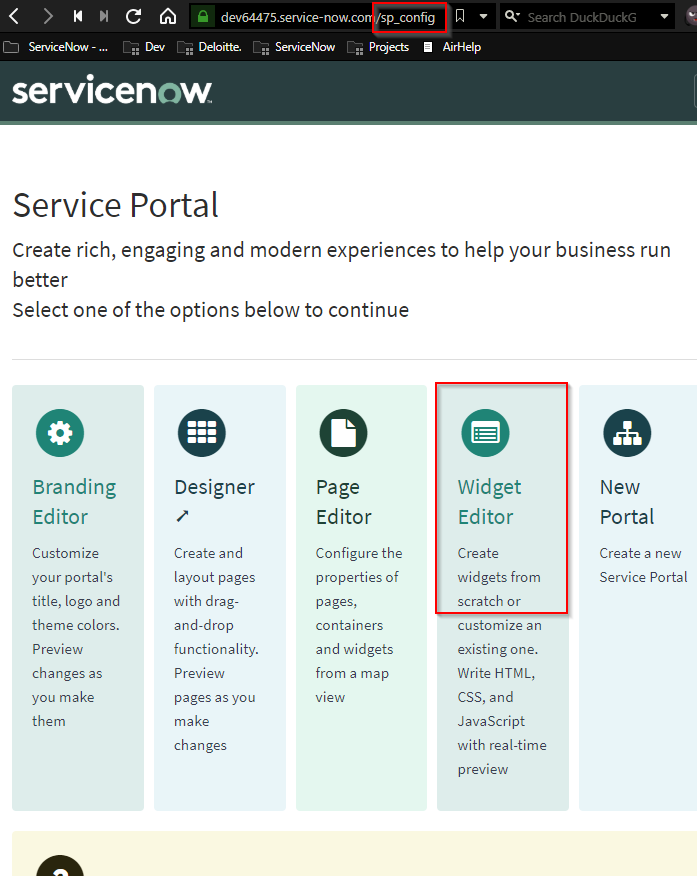 dev64475.service-now.com/sp_config
Search DuckDuckG
ServiceNow - ...
Dev
Deloitte.
ServiceNow
Projects
AirHelp
servicenow
Service Portal
Create rich, engaging and modern experiences to help your business run
better
Select one of the options below to continue
Branding
Editor
Customize
your portal's
title, logo and
theme colors.
Preview
changes as
you make
them
Designer
Create and
layout pages
with drag-
and-drop
functionality.
Preview
pages as you
make
changes
Page
Editor
Configure the
properties of
pages,
containers
and widgets
from a map
view
Widget
Editor
Create
widgets from
scratch or
customize an
existing one.
Write HTML,
CSS, and
JavaScript
with real-time
preview
New
Portal
Create a new
Service Portal